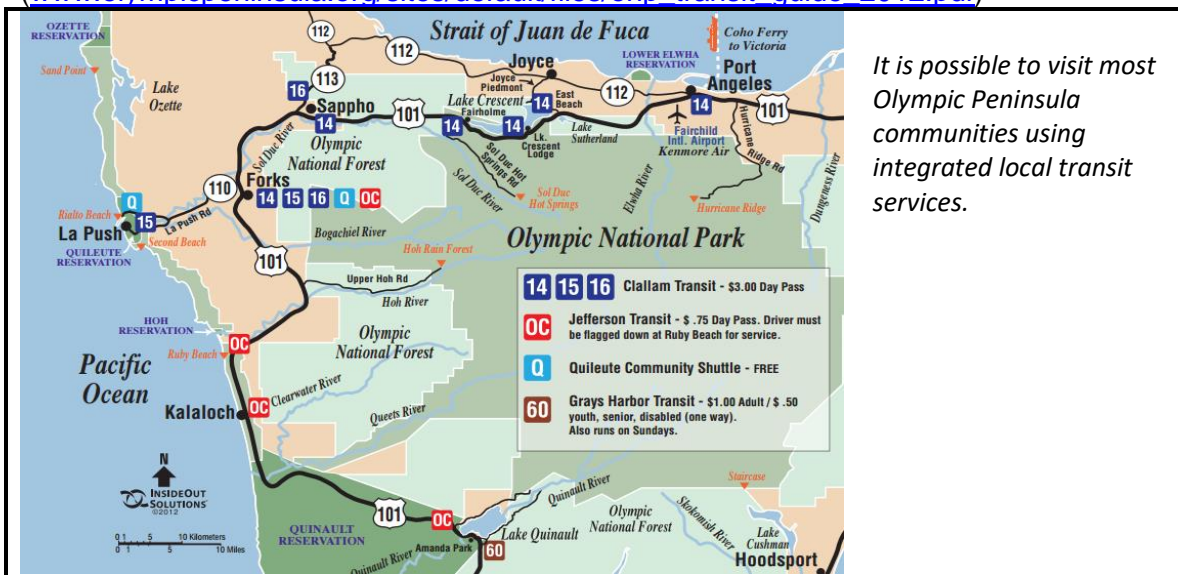 OZETTE
RESERVATION
Sand Point
Lake
Ozette
112
112
113
16
Sappho
14
101
Strait of Juan de Fuca
Coho Ferry
to Victoria
LOWER ELWHA
RESERVATION
Joyce
Joyce
Piedmont
Port
Angeles
112
Lake Crescent
14
East
Beach
Fairholme
14
14
Lk.
Crescent
Lodge
Lake
Sutherland
14
101
Fairchild
Intl. Airport
Kenmore Air
Hurricane
Ridge Rd
Dungeness River
Sol Duc River
Olympic
National Forest
Sol Duc Hot
Springs Rd
Sol Duc River
Sol Duc
Hot Springs
Elwha River
Hurricane Ridge
110
Forks
14 15 16 Q OC
Q
Rialto Beach
15
La Push Rd
La Push
Second Beach
QUILEUTE
RESERVATION
Bogachiel River
101
Hoh Rain Forest
Olympic National Park
Upper Hoh Rd
Hoh River
HOH
RESERVATION
OC
Ruby Beach
Olympic
National Forest
Pacific
Ocean
Clearwater River
Kalaloch
OC
Queets River
14 15 16 Clallam Transit - $3.00 Day Pass
OC Jefferson Transit - $ .75 Day Pass. Driver must
be flagged down at Ruby Beach for service.
Q Quileute Community Shuttle - FREE
60 Grays Harbor Transit - $1.00 Adult / $ .50
youth, senior, disabled (one way).
Also runs on Sundays.
N
INSIDEOUT
SOLUTIONS
©2012
0 1 5 10 Kilometers
0 1 5 10 Miles
QUINAULT
RESERVATION
101
OC
Amanda Park
Lake Quinault
60
Quinault River
Quinault River
Olympic
National Forest
Staircase
Skokomish River
Lake
Cushman
Hoodsport
It is possible to visit most
Olympic Peninsula
communities using
integrated local transit
services.